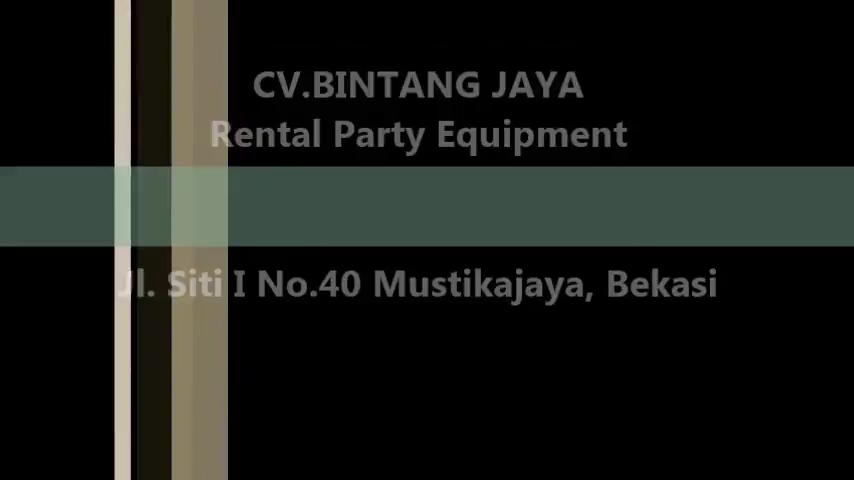 CV.BINTANG JAYA
Rental Party Equipment
Jl. Siti I No.40 Mustikajaya, Bekasi